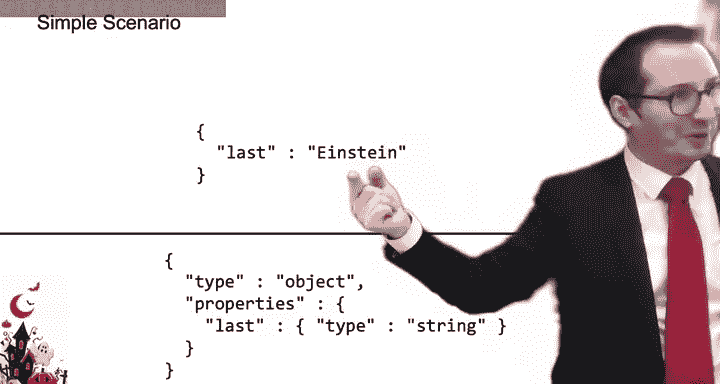 Simple Scenario
{
"last" : "Einstein"
}
{
"type" : "object",
"properties" : {
"last" : { "type" : "string" }
}
}